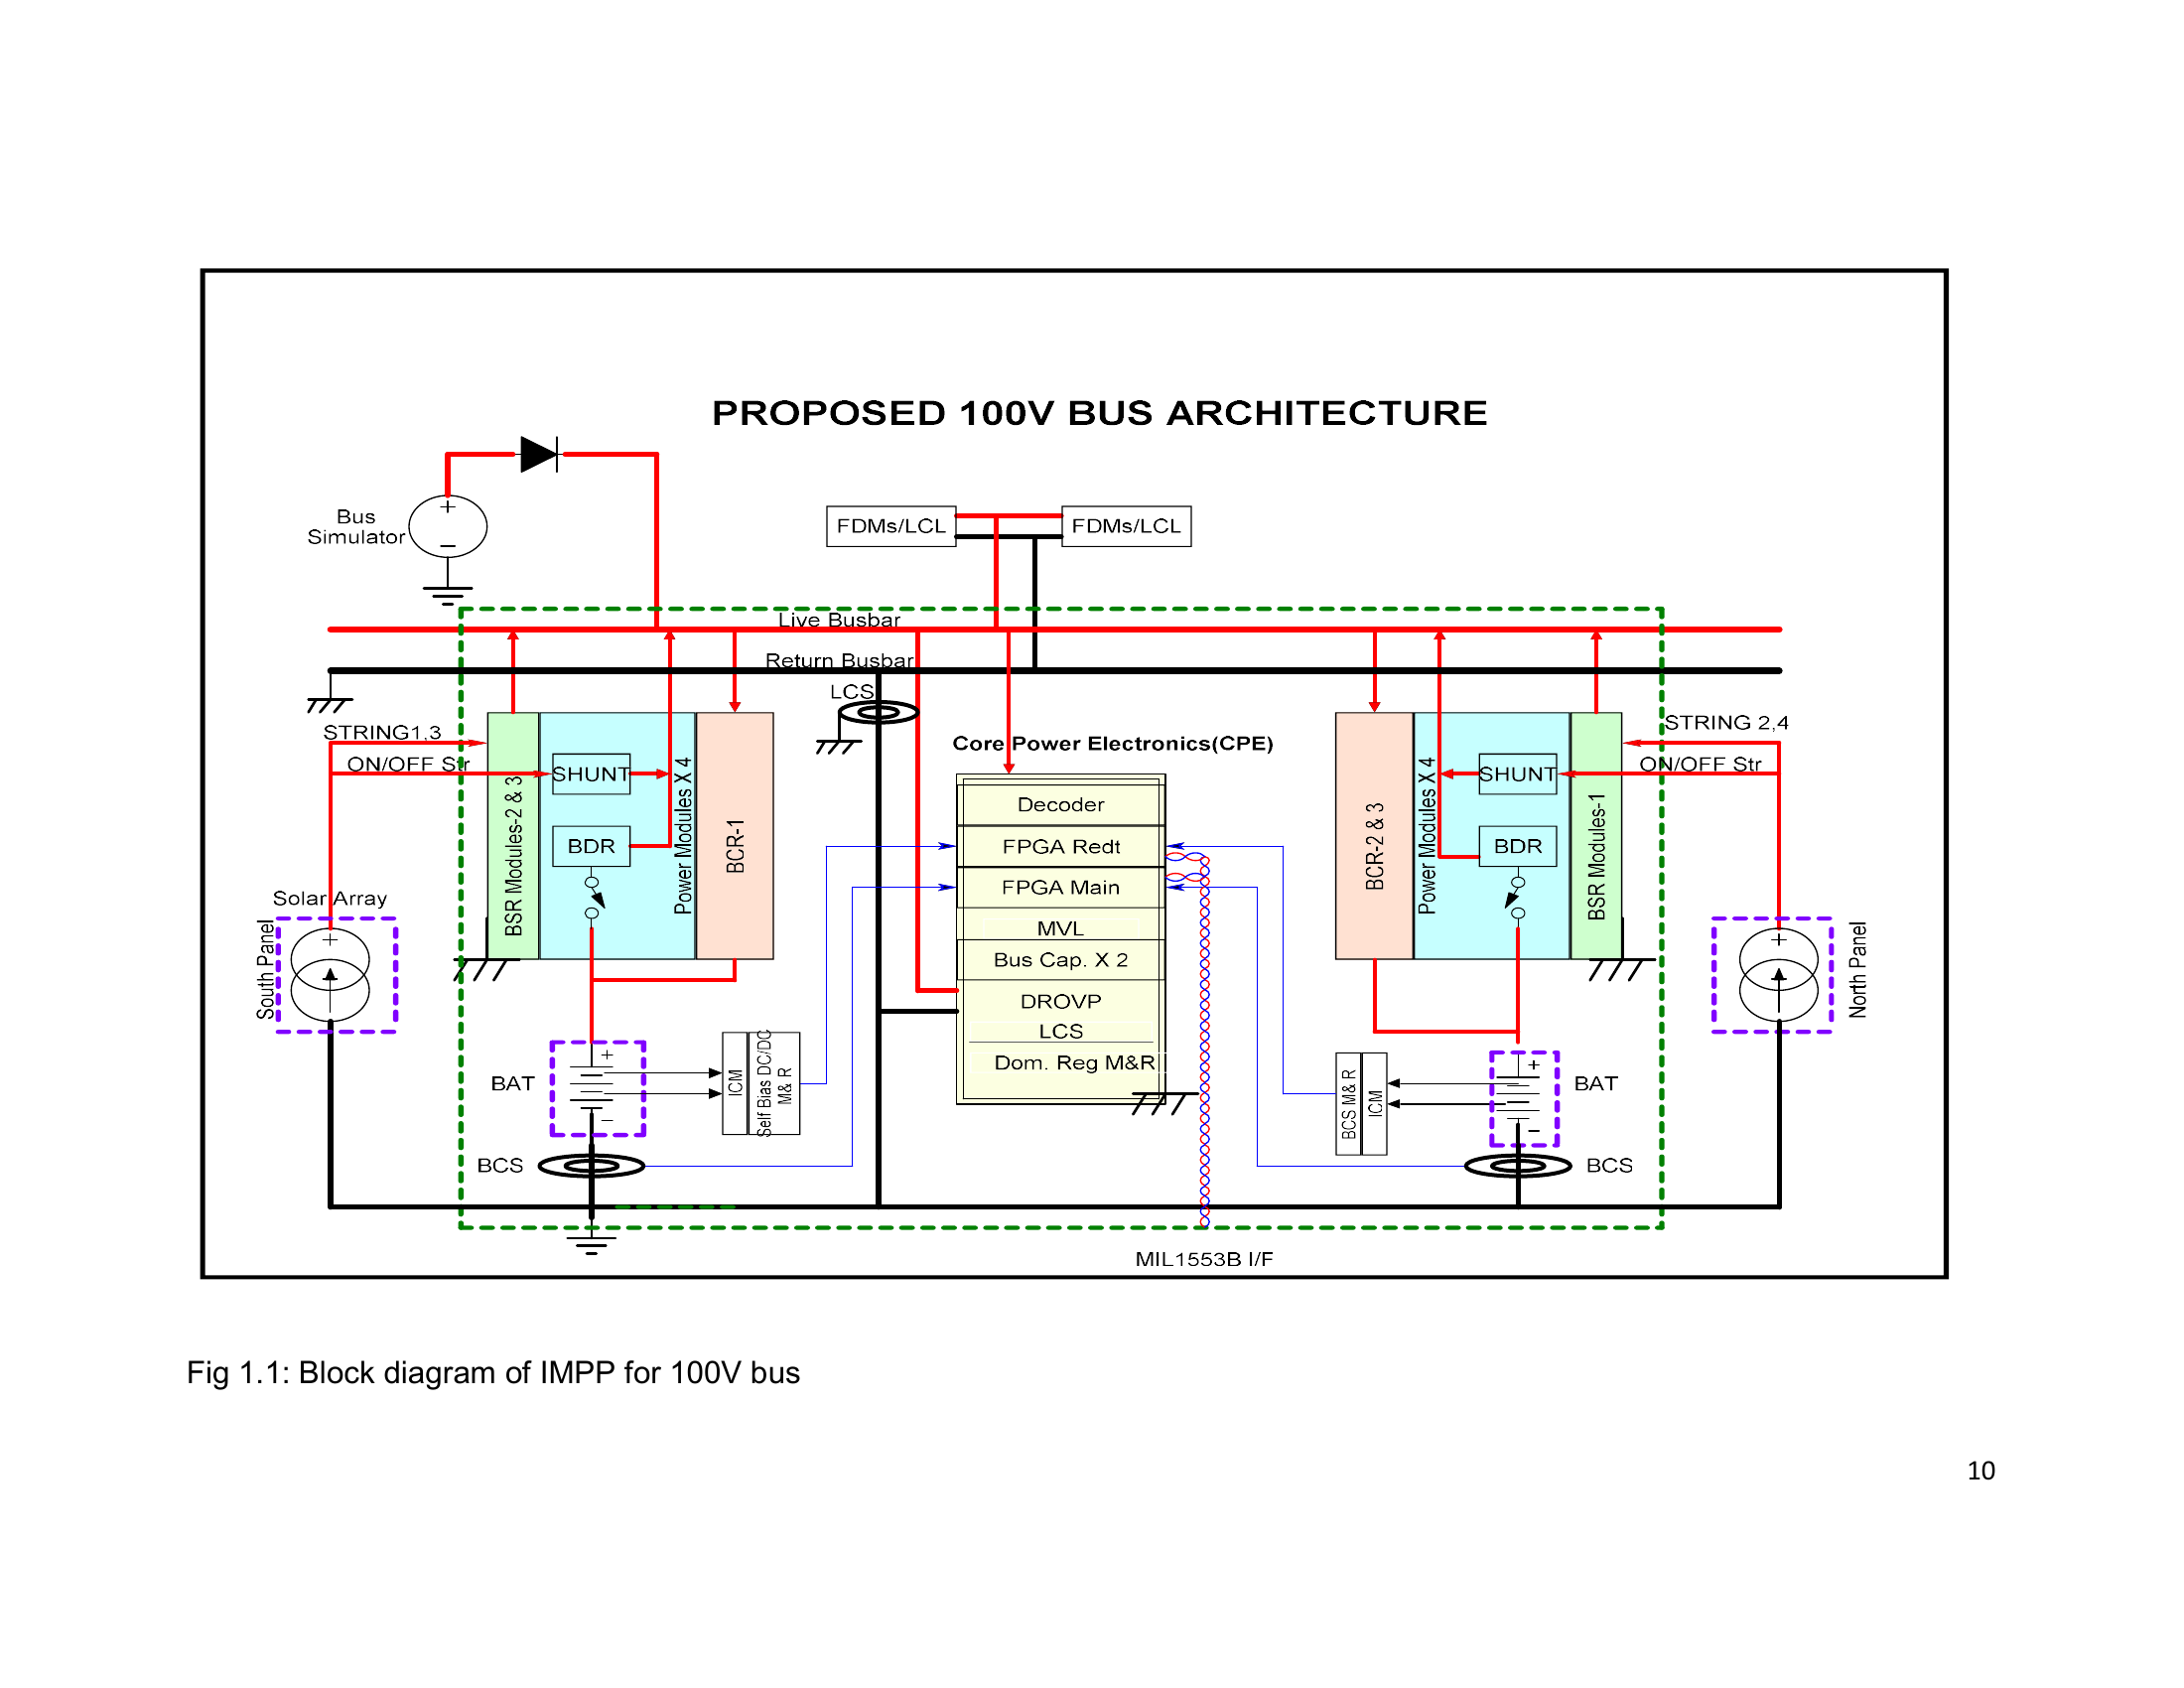 PROPOSED 100V BUS ARCHITECTURE
Bus
Simulator
+
−
FDMs/LCL
FDMs/LCL
Live Busbar
Return Busbar
LCS
STRING1,3
ON/OFF Str
STRING 2,4
ON/OFF Str
Core Power Electronics(CPE)
BSR Modules-2 & 3
SHUNT
BDR
Power Modules X 4
BCR-1
Decoder
FPGA Redt
FPGA Main
MVL
Bus Cap. X 2
DROVP
LCS
Dom. Reg M&R
BCR-2 & 3
Power Modules X 4
SHUNT
BDR
BSR Modules-1
Solar Array
South Panel
+
North Panel
+
BAT
+
−
ICM
Self Bias DC/DC
M& R
BCS
BCS M& R
ICM
+
−
BAT
BCS
MIL1553B I/F
Fig 1.1: Block diagram of IMPP for 100V bus
10